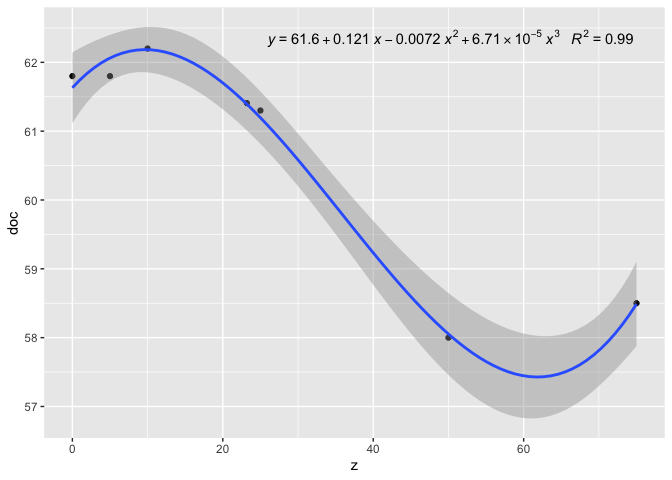 y = 61.6 + 0.121 x − 0.0072 x² + 6.71 × 10⁻⁵ x³   R² = 0.99
62
61
60
59
58
57
doc
0 20 40 60
z